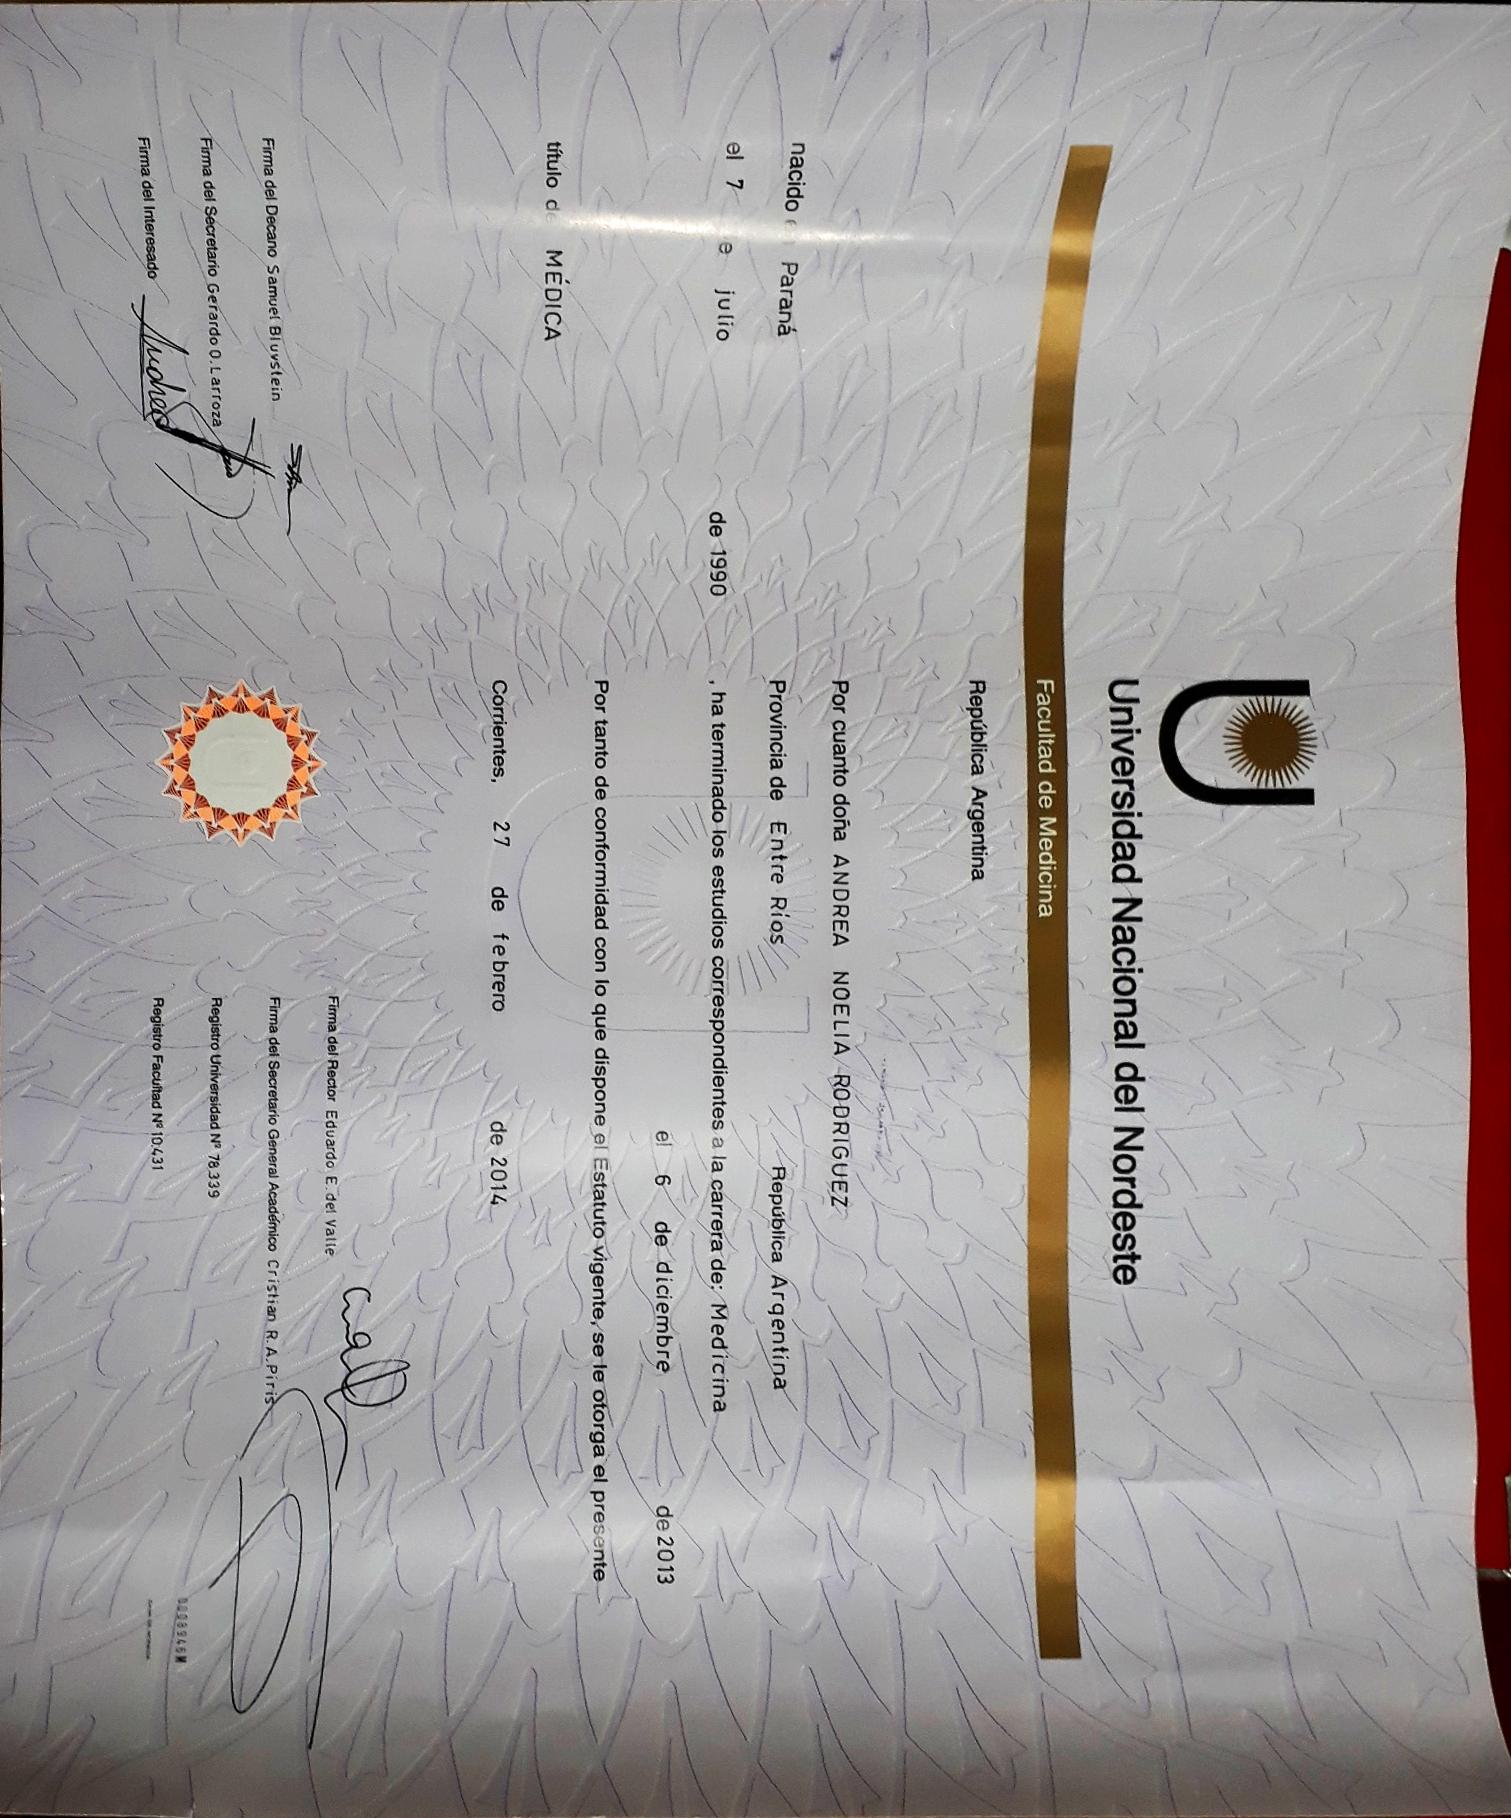 Universidad Nacional del Nordeste
Facultad de Medicina
República Argentina
Por cuanto doña ANDREA NOELIA RODRIGUEZ
nacido Paraná Provincia de Entre Ríos República Argentina
el 7 e julio de 1990 , ha terminado los estudios correspondientes a la carrera de: Medicina
el 6 de diciembre de 2013
Por tanto de conformidad con lo que dispone el Estatuto vigente, se le otorga el presente
título de MÉDICA
Corrientes, 27 de febrero de 2014
Firma del Rector Eduardo E. del Valle
Firma del Decano Samuel Bluvstein
Firma del Secretario General Académico Cristian R.A.Piris
Firma del Secretario Gerardo O. Larroza
Registro Universidad Nº 78.339
Firma del Interesado Andrea
Registro Facultad Nº 10.431